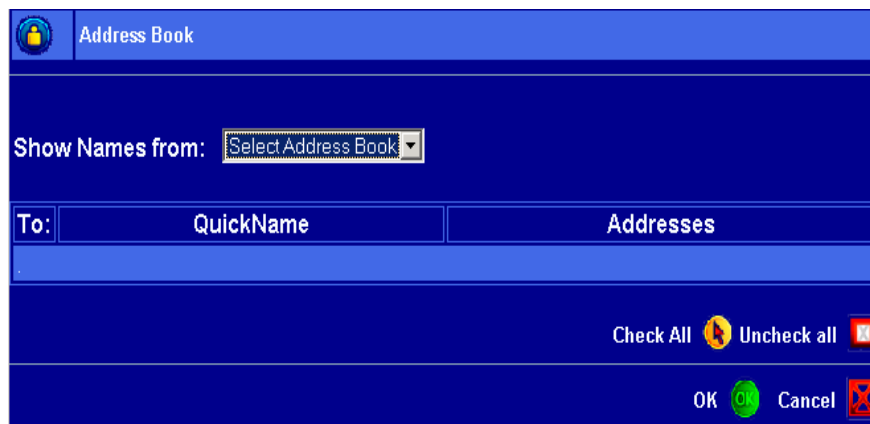 Address Book
Show Names from: Select Address Book
To: QuickName Addresses
.
Check All Uncheck all
OK OK Cancel